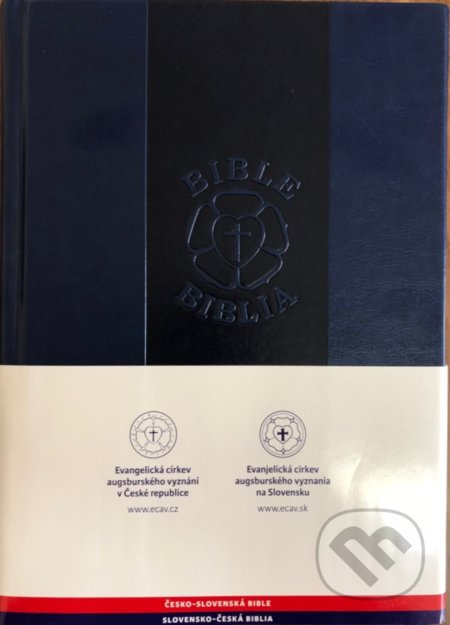 BIBLE
BIBLIA
Evangelická církev
augsburského vyznání
v České republice
www.ecav.cz
Evanjelická cirkev
augsburského vyznania
na Slovensku
www.ecav.sk
ČESKO-SLOVENSKÁ BIBLE
SLOVENSKO-ČESKÁ BIBLIA